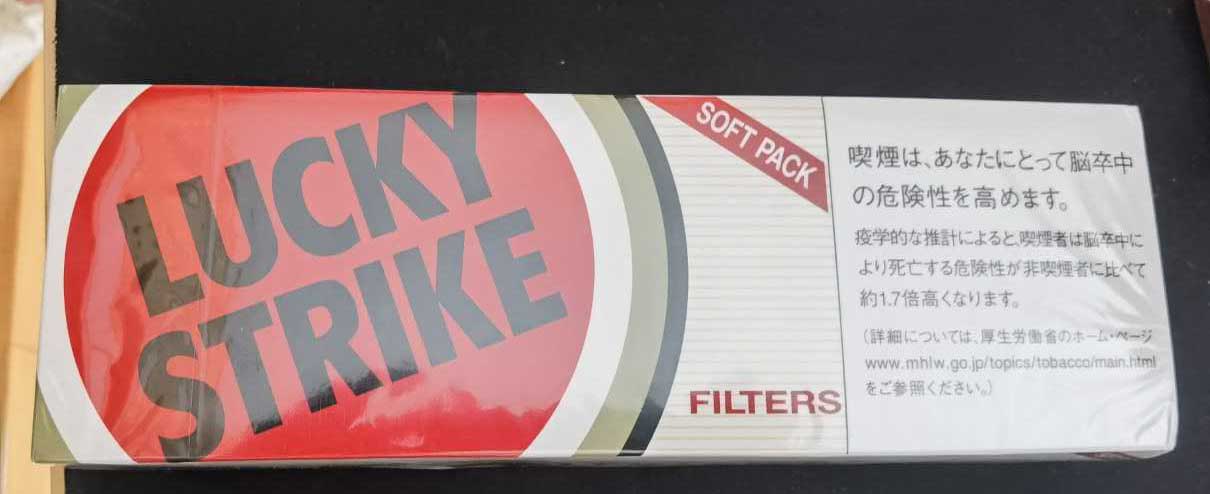 LUCKY
STRIKE
SOFT PACK
FILTERS
喫煙は、あなたにとって脳卒中
の危険性を高めます。
疫学的な推計によると、喫煙者は脳卒中に
より死亡する危険性が非喫煙者に比べて
約1.7倍高くなります。
(詳細については、厚生労働省のホーム・ページ
www.mhlw.go.jp/topics/tobacco/main.html
をご参照ください。)